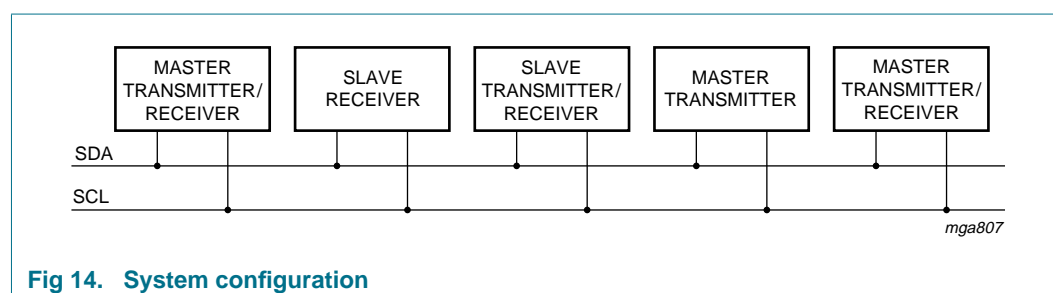 MASTER
TRANSMITTER/
RECEIVER
SLAVE
RECEIVER
SLAVE
TRANSMITTER/
RECEIVER
MASTER
TRANSMITTER
MASTER
TRANSMITTER/
RECEIVER
SDA
SCL
mga807
Fig 14. System configuration